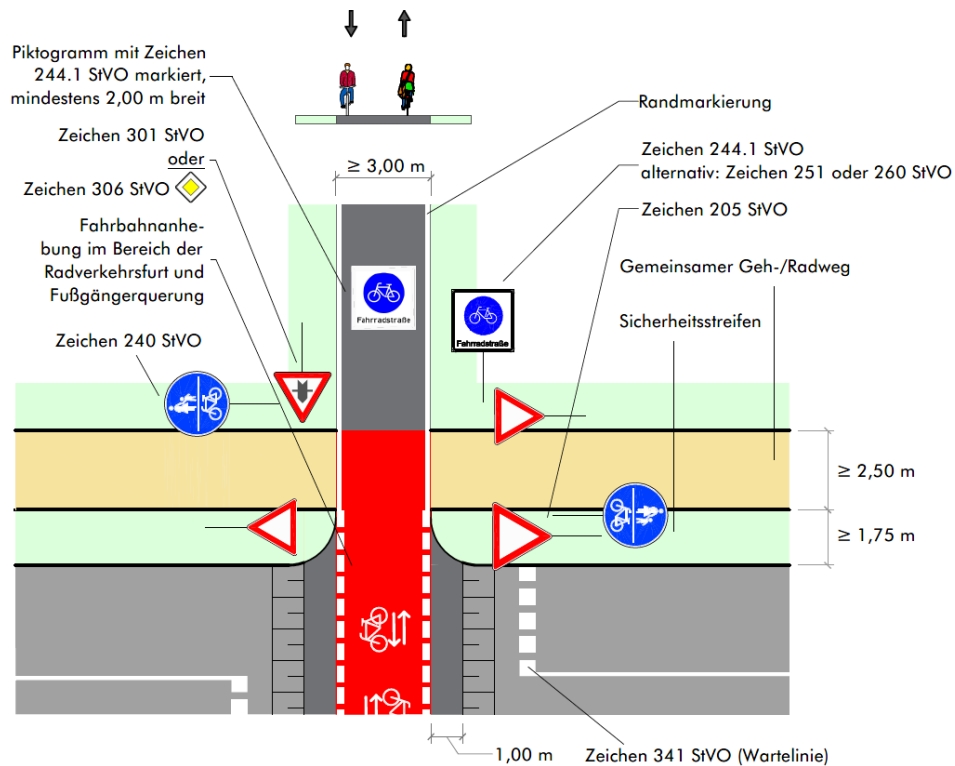 Piktogramm mit Zeichen
244.1 StVO markiert,
mindestens 2,00 m breit
Zeichen 301 StVO
oder
Zeichen 306 StVO
Fahrbahnanhe-
bung im Bereich der
Radverkehrsfurt und
Fußgängerquerung
Zeichen 240 StVO
≥ 3,00 m
Randmarkierung
Zeichen 244.1 StVO
alternativ: Zeichen 251 oder 260 StVO
Zeichen 205 StVO
Gemeinsamer Geh-/Radweg
Sicherheitsstreifen
Fahrradstraße
Fahrradstraße
≥ 2,50 m
≥ 1,75 m
1,00 m
Zeichen 341 StVO (Wartelinie)